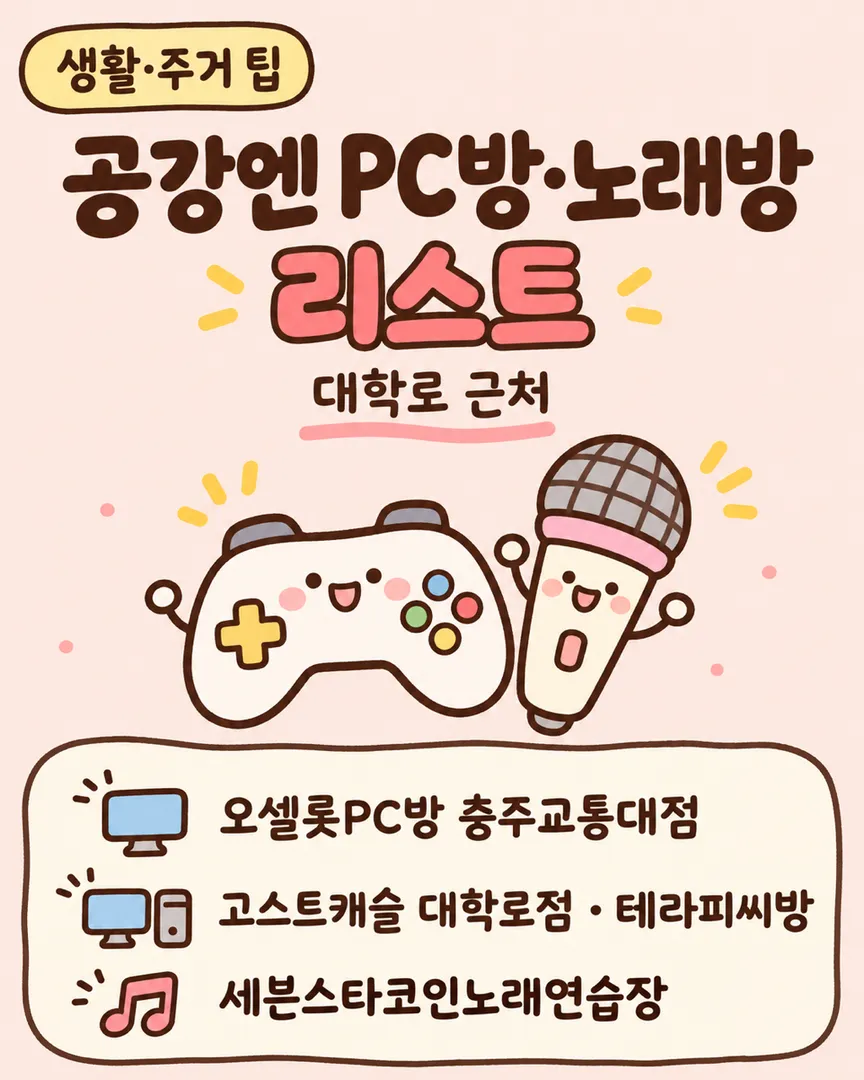 생활·주거 팁
공강엔 PC방·노래방
리스트
대학로 근처
오셀롯PC방 충주교통대점
고스트캐슬 대학로점 · 테라피씨방
세븐스타코인노래연습장